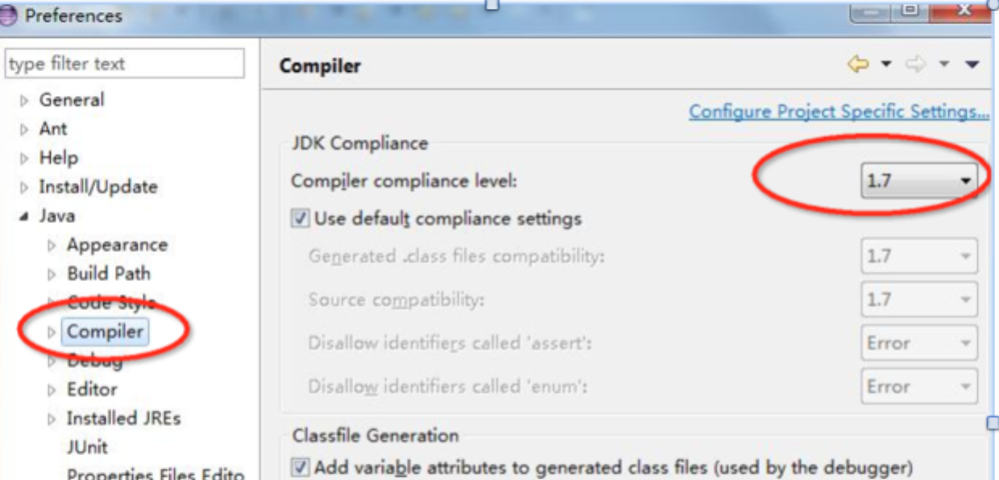 Preferences
type filter text
General
Ant
Help
Install/Update
Java
Appearance
Build Path
Code Style
Compiler
Debug
Editor
Installed JREs
JUnit
Properties Files Edito
Compiler
Configure Project Specific Settings...
JDK Compliance
Compiler compliance level: 1.7
Use default compliance settings
Generated .class files compatibility: 1.7
Source compatibility: 1.7
Disallow identifiers called 'assert': Error
Disallow identifiers called 'enum': Error
Classfile Generation
Add variable attributes to generated class files (used by the debugger)